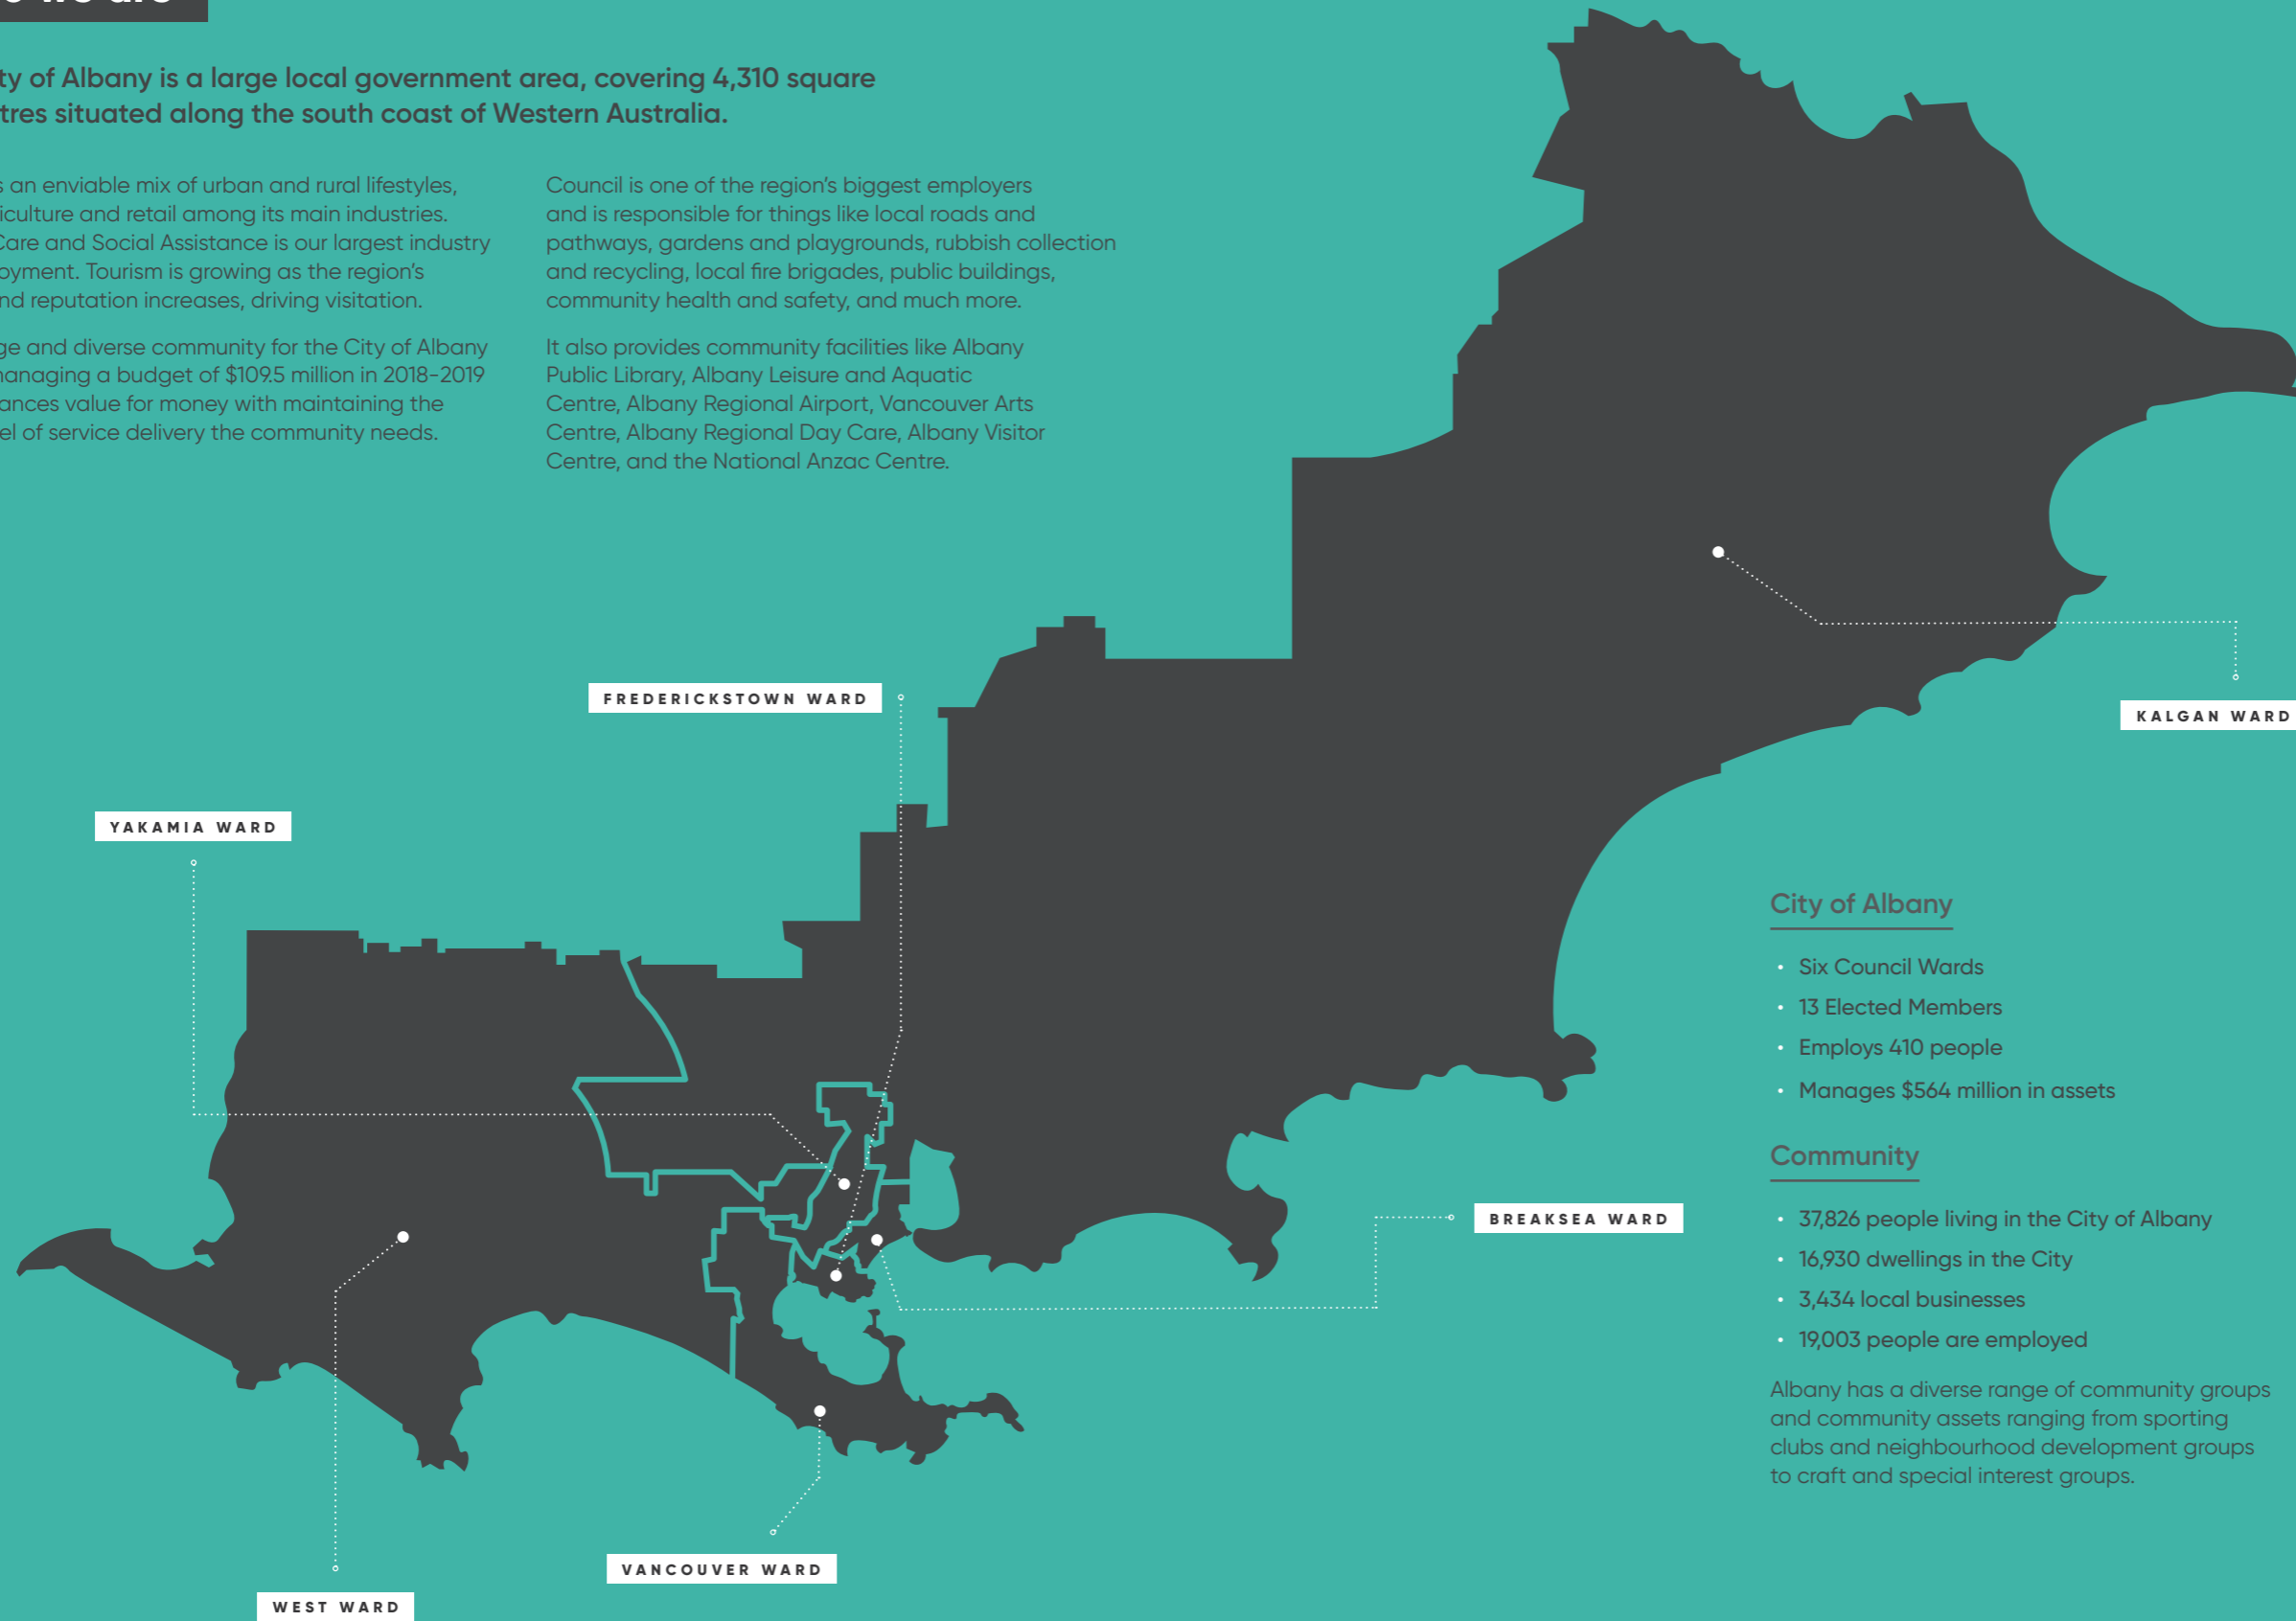 we are
ty of Albany is a large local government area, covering 4,310 square
tres situated along the south coast of Western Australia.
s an enviable mix of urban and rural lifestyles,
iculture and retail among its main industries.
Care and Social Assistance is our largest industry
oyment. Tourism is growing as the region's
nd reputation increases, driving visitation.
ge and diverse community for the City of Albany
managing a budget of $109.5 million in 2018-2019
ances value for money with maintaining the
el of service delivery the community needs.
Council is one of the region's biggest employers
and is responsible for things like local roads and
pathways, gardens and playgrounds, rubbish collection
and recycling, local fire brigades, public buildings,
community health and safety, and much more.
It also provides community facilities like Albany
Public Library, Albany Leisure and Aquatic
Centre, Albany Regional Airport, Vancouver Arts
Centre, Albany Regional Day Care, Albany Visitor
Centre, and the National Anzac Centre.
FREDERICKSTOWN WARD
KALGAN WARD
YAKAMIA WARD
BREAKSEA WARD
VANCOUVER WARD
WEST WARD
City of Albany
• Six Council Wards
• 13 Elected Members
• Employs 410 people
• Manages $564 million in assets
Community
• 37,826 people living in the City of Albany
• 16,930 dwellings in the City
• 3,434 local businesses
• 19,003 people are employed
Albany has a diverse range of community groups
and community assets ranging from sporting
clubs and neighbourhood development groups
to craft and special interest groups.